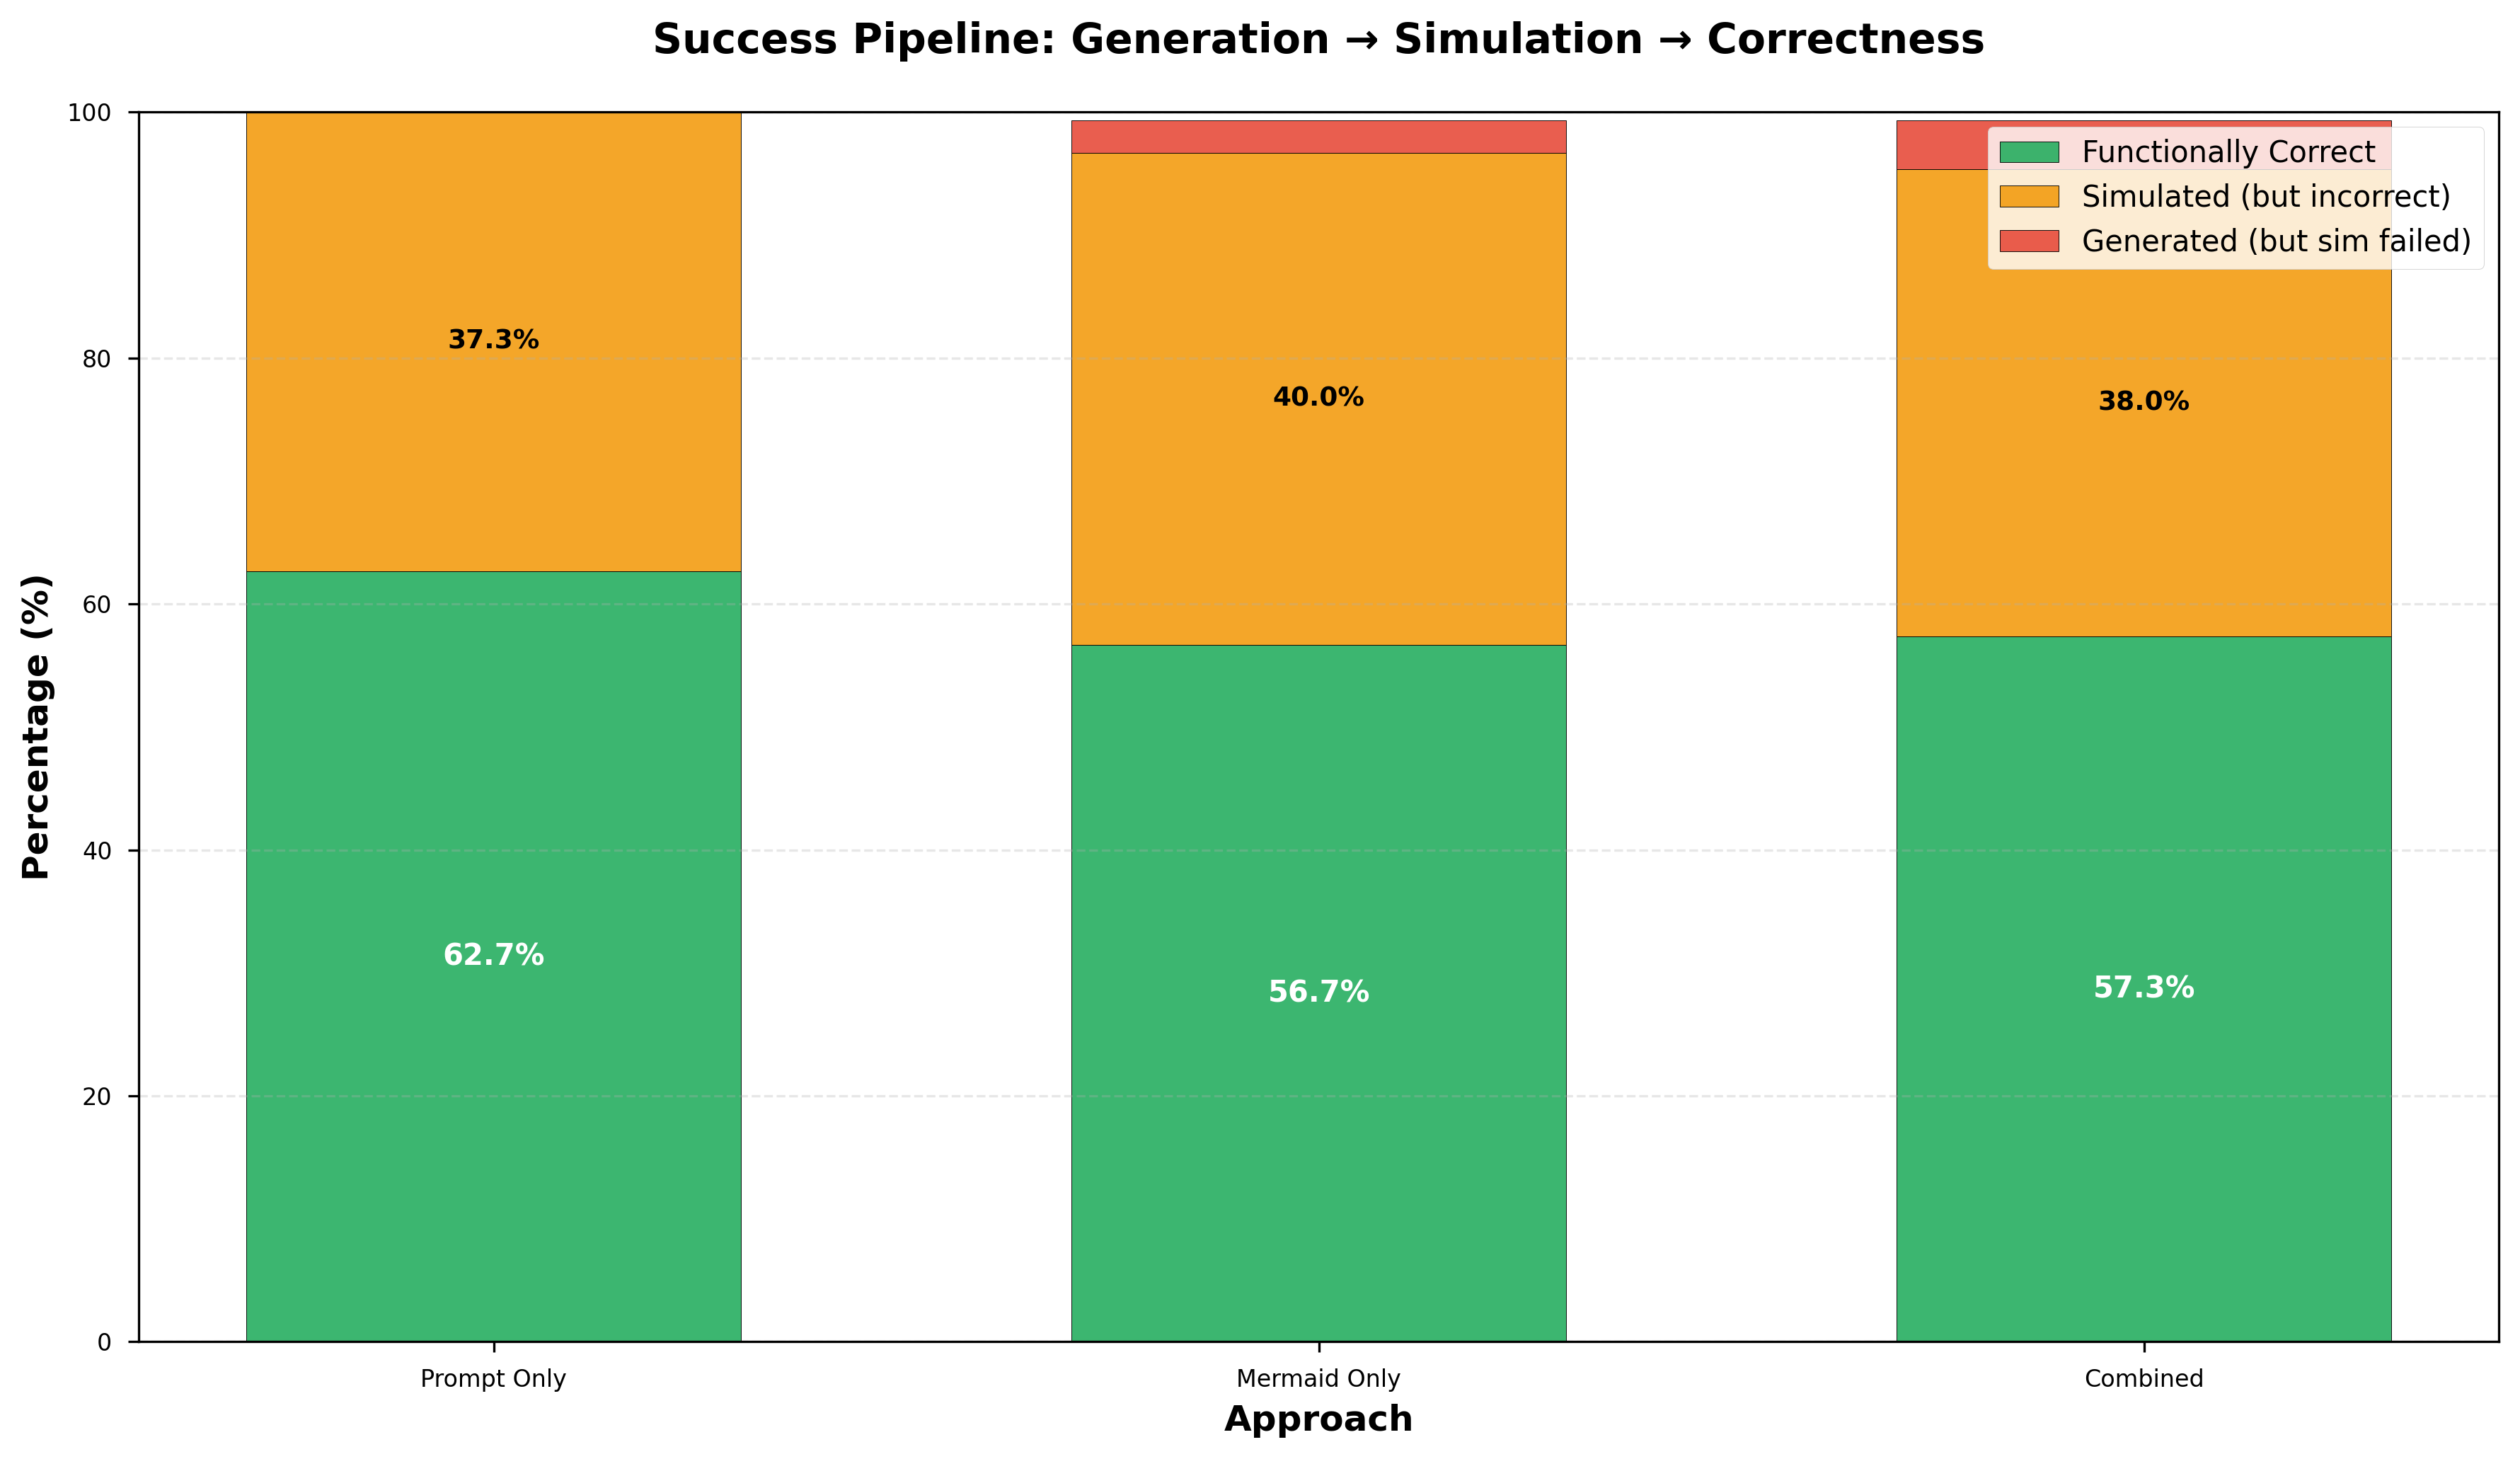 Success Pipeline: Generation → Simulation → Correctness
100
80
60
40
20
0
Percentage (%)
Functionally Correct
Simulated (but incorrect)
Generated (but sim failed)
37.3%
40.0%
38.0%
62.7%
56.7%
57.3%
Prompt Only
Mermaid Only
Combined
Approach